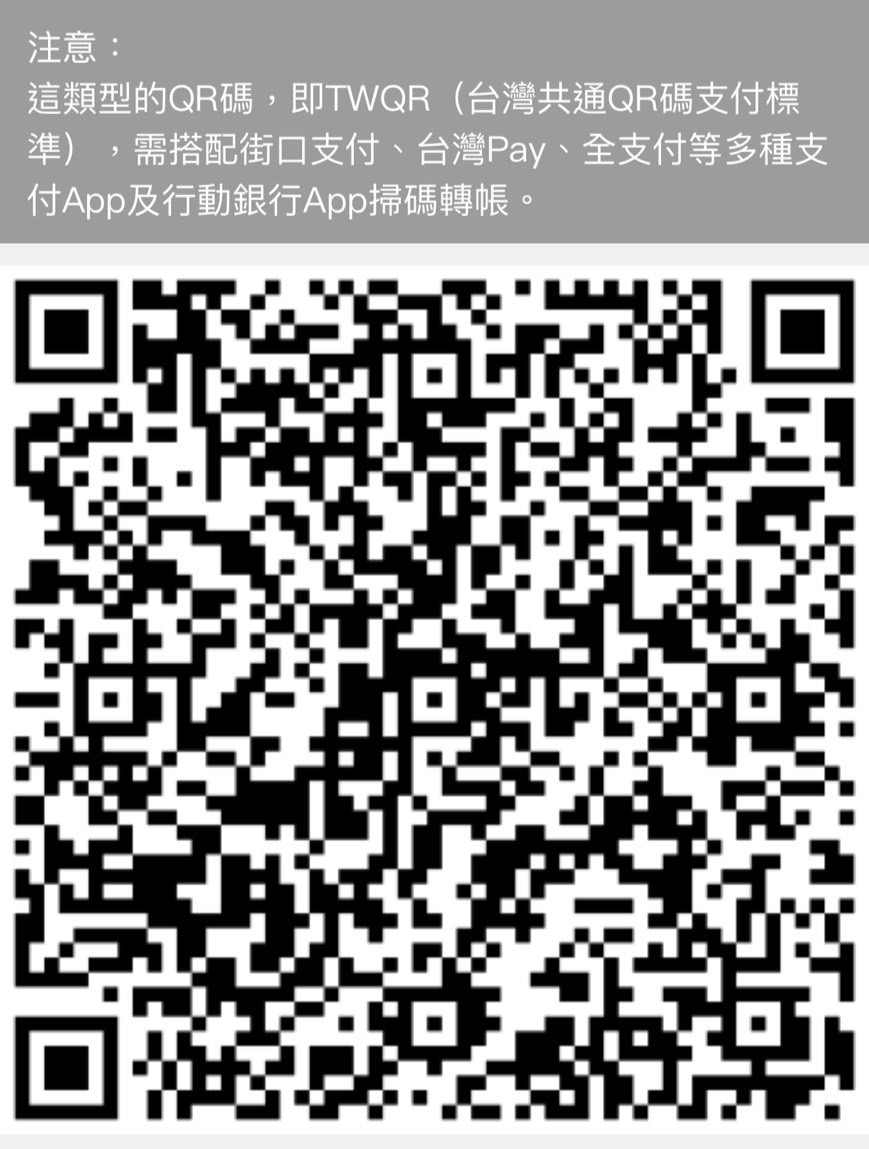 注意：
這類型的QR碼，即TWQR（台灣共通QR碼支付標
準），需搭配街口支付、台灣Pay、全支付等多種支
付App及行動銀行App掃碼轉帳。